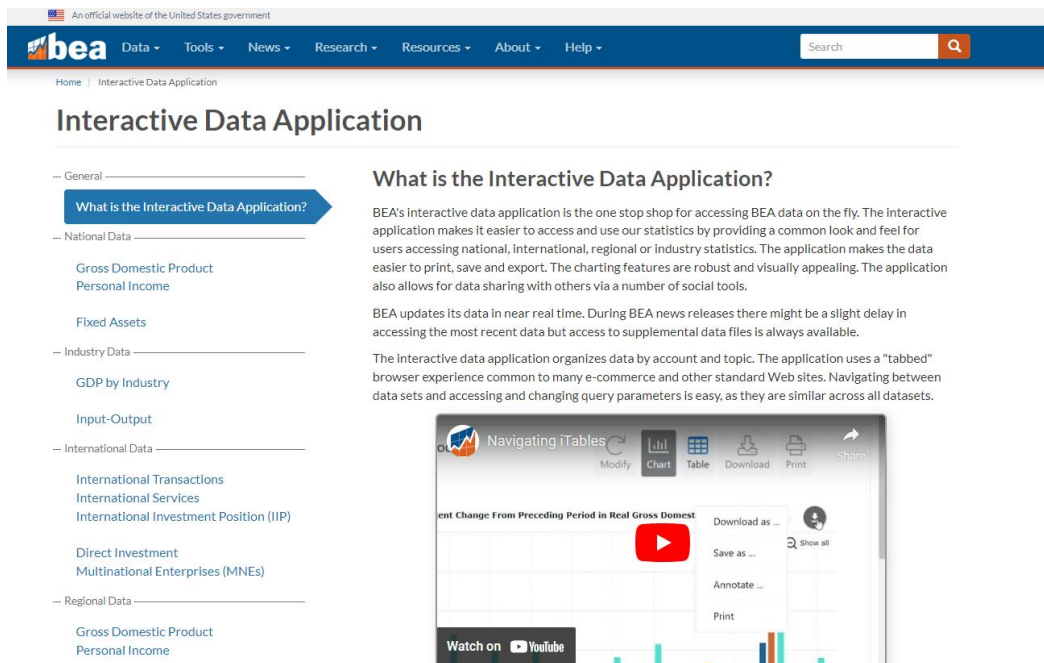 An official website of the United States government
bea Data Tools News Research Resources About Help Search
Home | Interactive Data Application
Interactive Data Application
General
What is the Interactive Data Application?
National Data
Gross Domestic Product
Personal Income
Fixed Assets
Industry Data
GDP by Industry
Input-Output
International Data
International Transactions
International Services
International Investment Position (IIP)
Direct Investment
Multinational Enterprises (MNEs)
Regional Data
Gross Domestic Product
Personal Income
What is the Interactive Data Application?
BEA's interactive data application is the one stop shop for accessing BEA data on the fly. The interactive
application makes it easier to access and use our statistics by providing a common look and feel for
users accessing national, international, regional or industry statistics. The application makes the data
easier to print, save and export. The charting features are robust and visually appealing. The application
also allows for data sharing with others via a number of social tools.
BEA updates its data in near real time. During BEA news releases there might be a slight delay in
accessing the most recent data but access to supplemental data files is always available.
The interactive data application organizes data by account and topic. The application uses a "tabbed"
browser experience common to many e-commerce and other standard Web sites. Navigating between
data sets and accessing and changing query parameters is easy, as they are similar across all datasets.
Navigating iTables
Modify Chart Table Download Print
Share
ent Change From Preceding Period in Real Gross Domest
Download as ...
Show all
Save as ...
Annotate ...
Print
Watch on YouTube